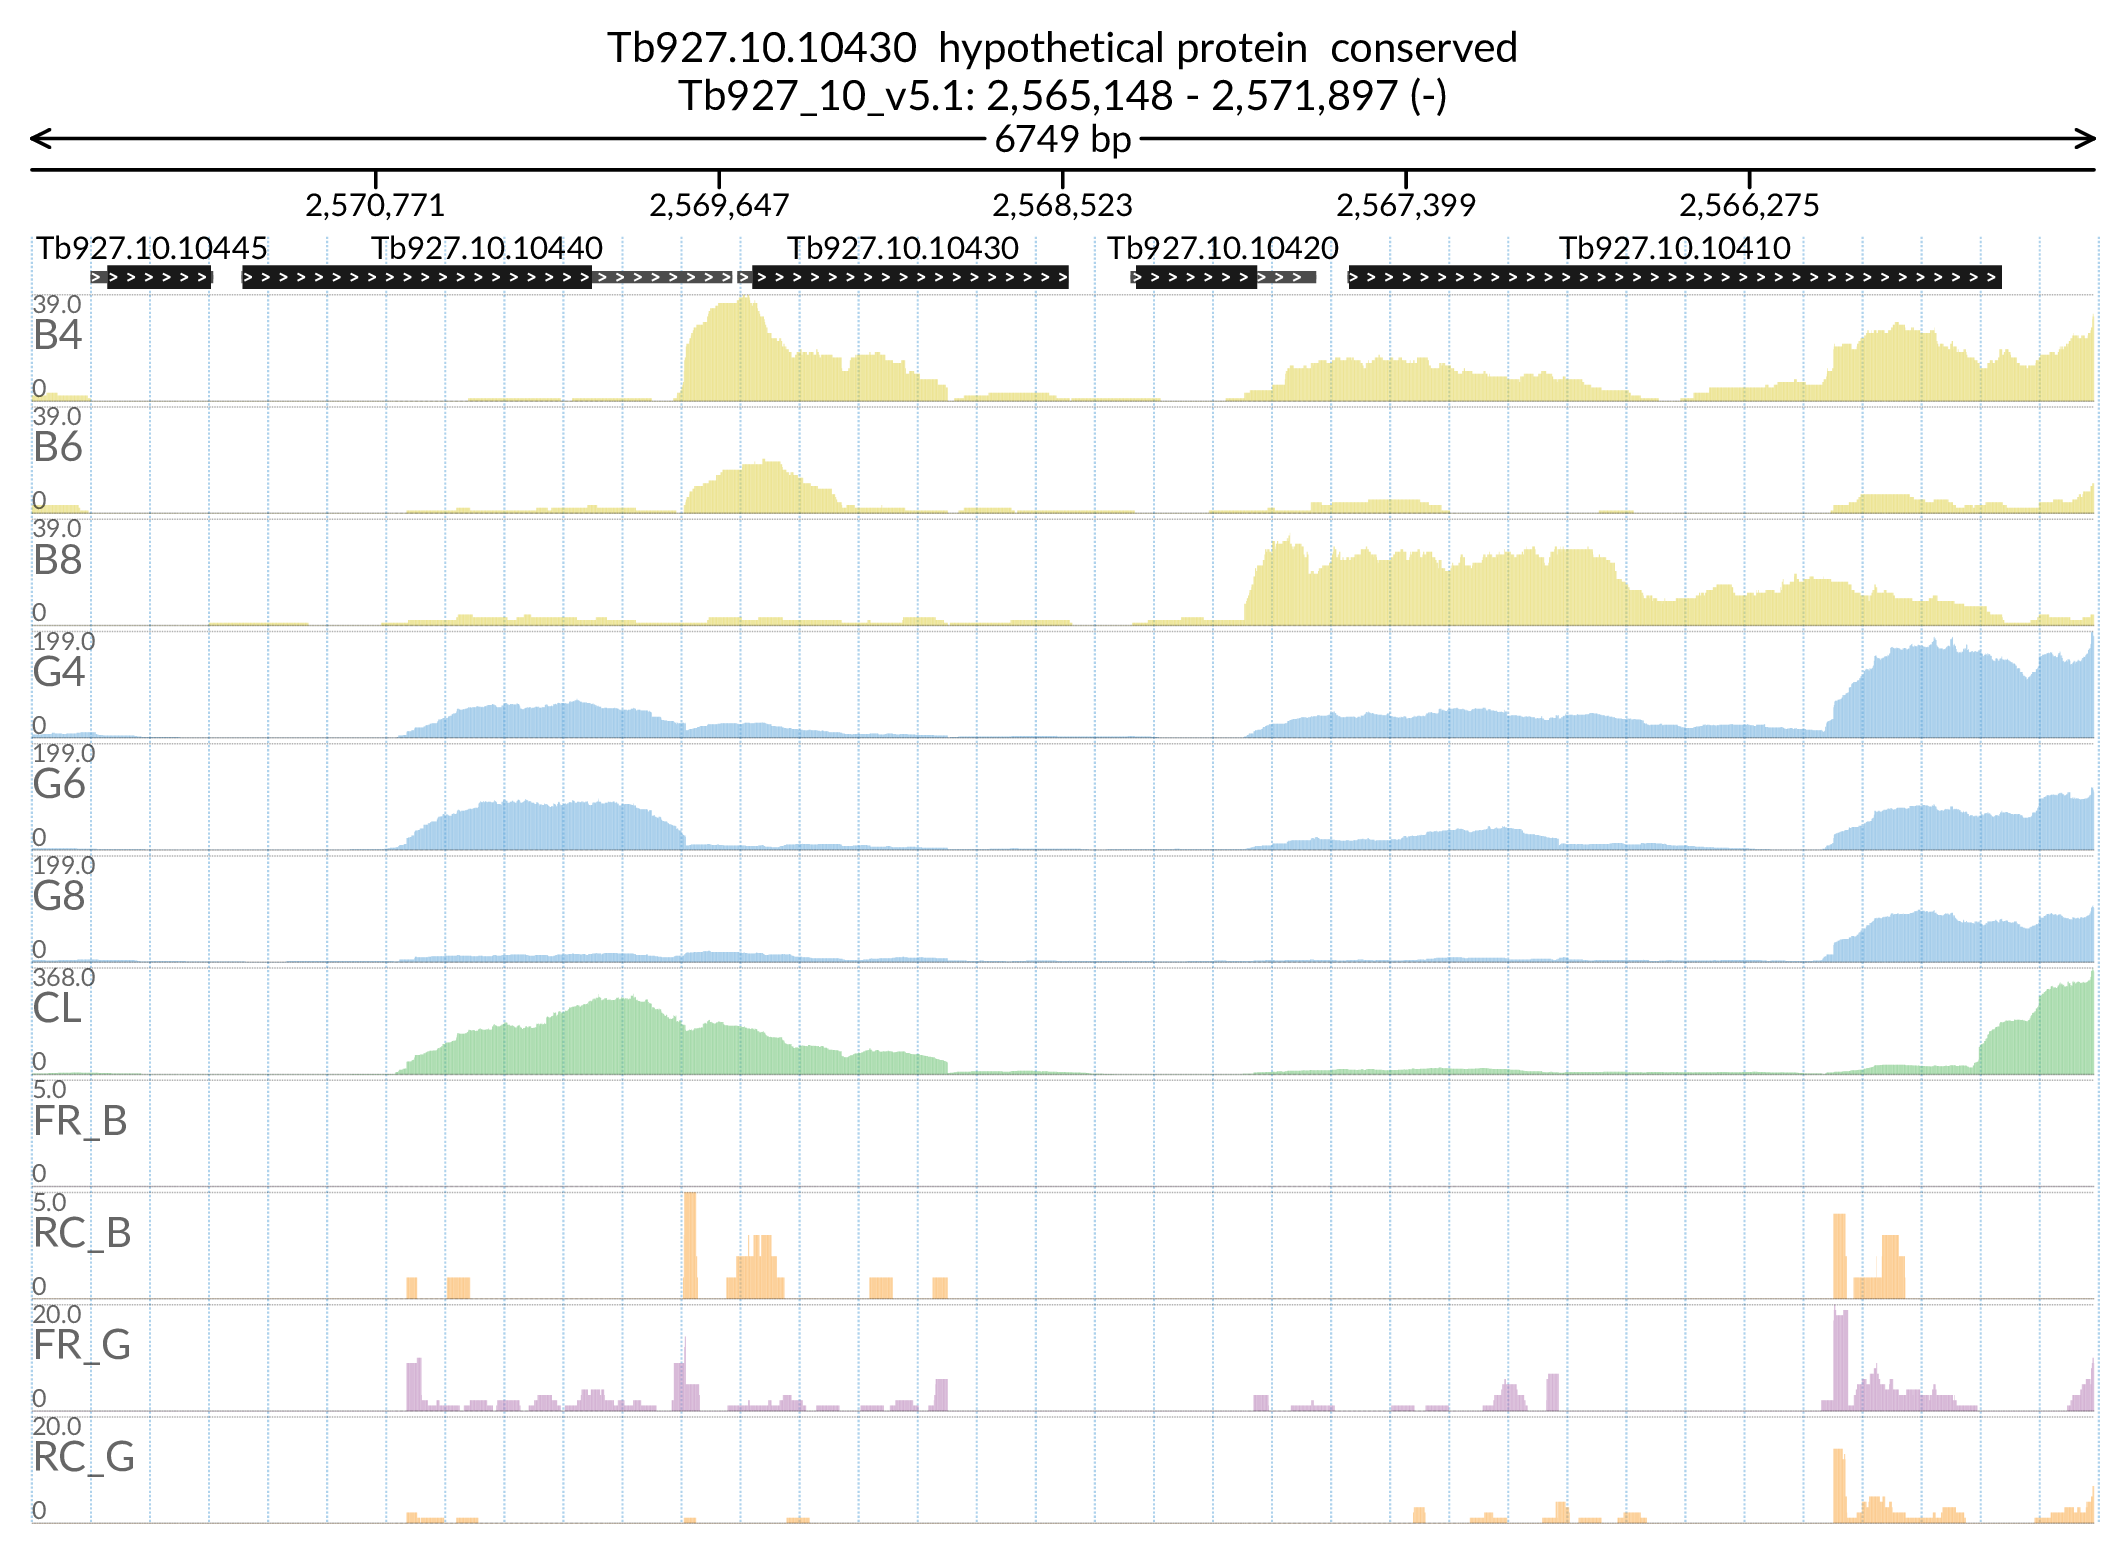 Tb927.10.10430  hypothetical protein  conserved
Tb927_10_v5.1: 2,565,148 - 2,571,897 (-)
6749 bp
2,570,771 2,569,647 2,568,523 2,567,399 2,566,275
Tb927.10.10445 Tb927.10.10440 Tb927.10.10430 Tb927.10.10420 Tb927.10.10410
39.0
B4
0
39.0
B6
0
39.0
B8
0
199.0
G4
0
199.0
G6
0
199.0
G8
0
368.0
CL
0
5.0
FR_B
0
5.0
RC_B
0
20.0
FR_G
0
20.0
RC_G
0